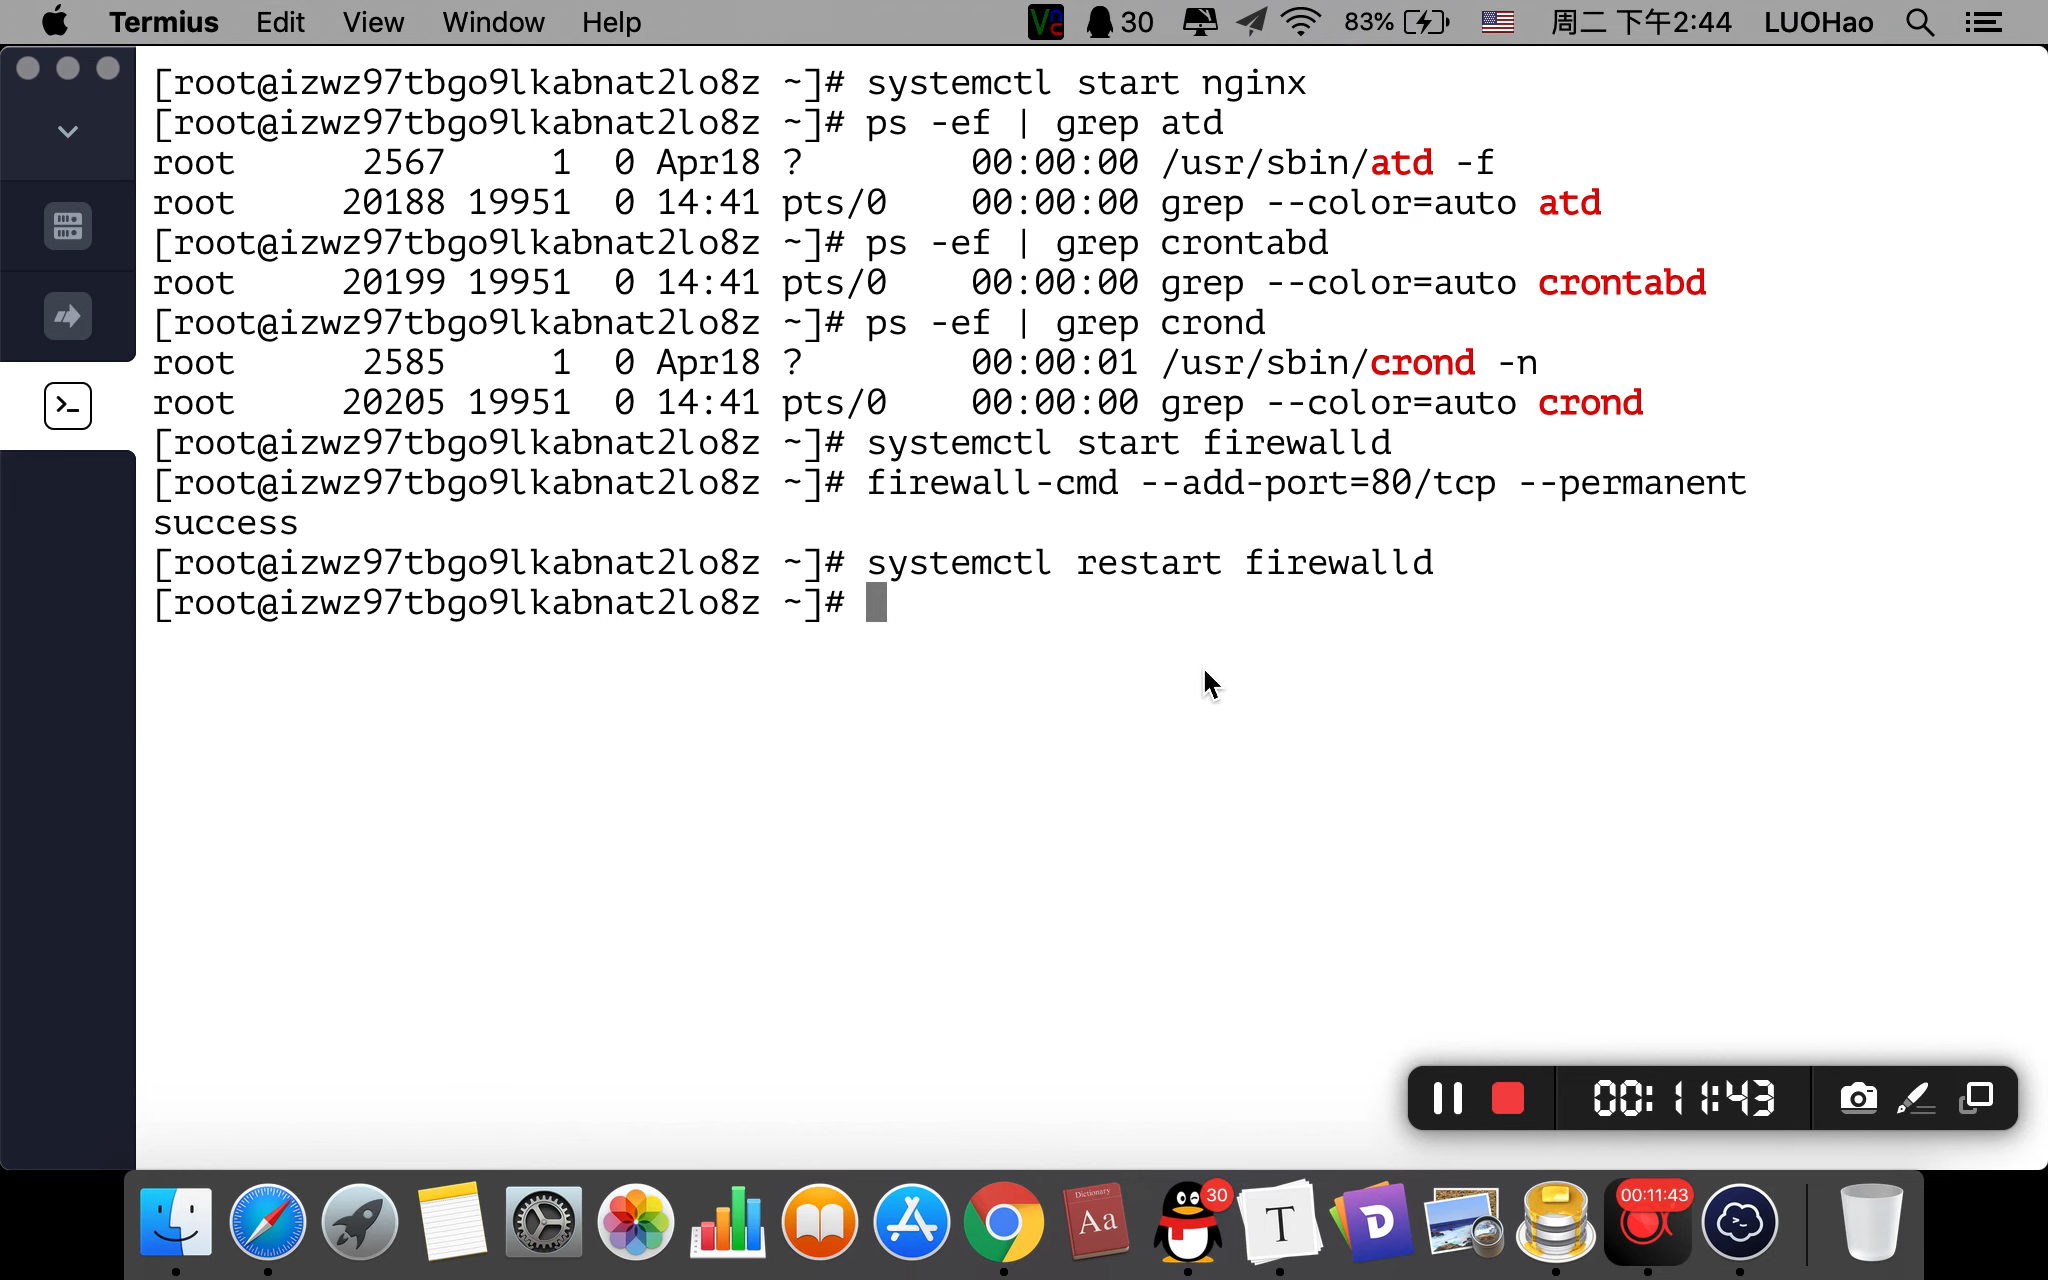 Termius Edit View Window Help 30 83% 周二 下午2:44 LUOHao
[root@izwz97tbgo9lkabnat2lo8z ~]# systemctl start nginx
[root@izwz97tbgo9lkabnat2lo8z ~]# ps -ef | grep atd
root      2567     1  0 Apr18 ?        00:00:00 /usr/sbin/atd -f
root     20188 19951  0 14:41 pts/0    00:00:00 grep --color=auto atd
[root@izwz97tbgo9lkabnat2lo8z ~]# ps -ef | grep crontabd
root     20199 19951  0 14:41 pts/0    00:00:00 grep --color=auto crontabd
[root@izwz97tbgo9lkabnat2lo8z ~]# ps -ef | grep crond
root      2585     1  0 Apr18 ?        00:00:01 /usr/sbin/crond -n
root     20205 19951  0 14:41 pts/0    00:00:00 grep --color=auto crond
[root@izwz97tbgo9lkabnat2lo8z ~]# systemctl start firewalld
[root@izwz97tbgo9lkabnat2lo8z ~]# firewall-cmd --add-port=80/tcp --permanent
success
[root@izwz97tbgo9lkabnat2lo8z ~]# systemctl restart firewalld
[root@izwz97tbgo9lkabnat2lo8z ~]#
00:11:43
Dictionary
Aa
30
T
D
00:11:43